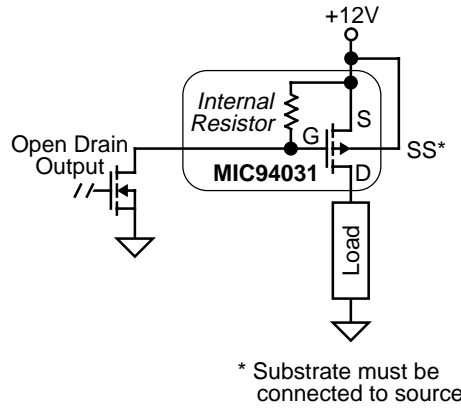 +12V
Internal
Resistor
S
G
SS*
Open Drain
Output
MIC94031
D
Load
* Substrate must be
connected to source